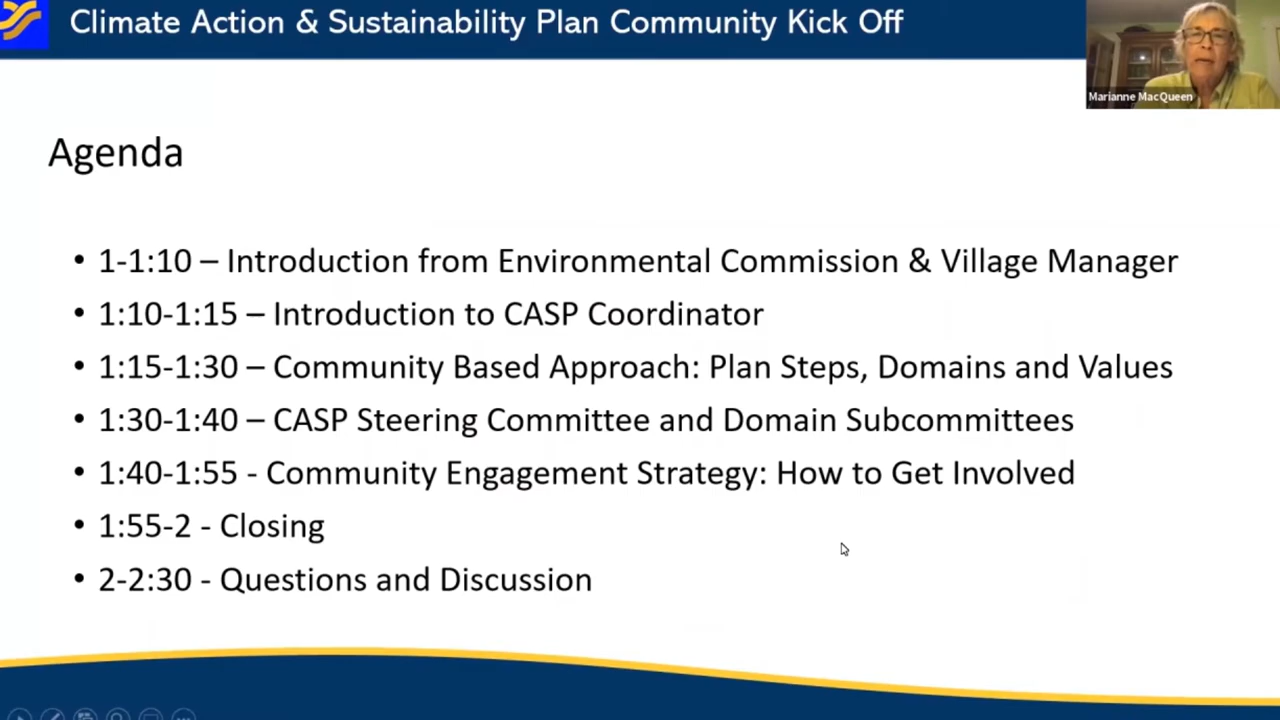 Climate Action & Sustainability Plan Community Kick Off
Marianne MacQueen
Agenda
• 1-1:10 – Introduction from Environmental Commission & Village Manager
• 1:10-1:15 – Introduction to CASP Coordinator
• 1:15-1:30 – Community Based Approach: Plan Steps, Domains and Values
• 1:30-1:40 – CASP Steering Committee and Domain Subcommittees
• 1:40-1:55 - Community Engagement Strategy: How to Get Involved
• 1:55-2 - Closing
• 2-2:30 - Questions and Discussion